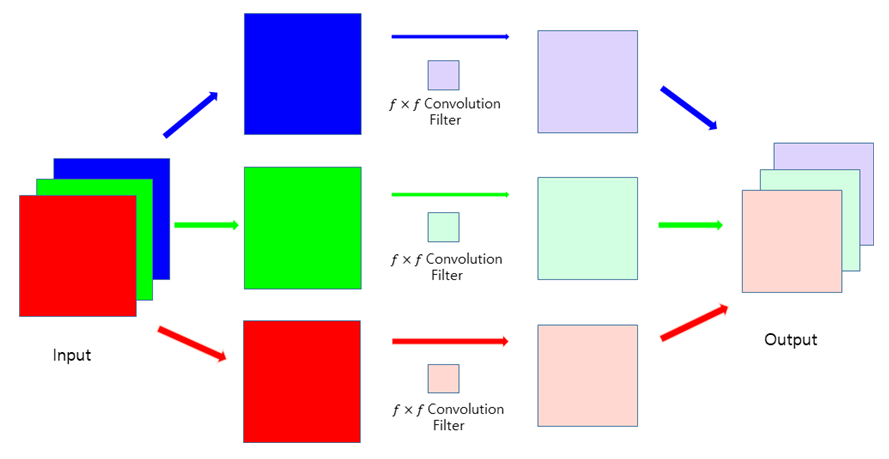 f × f Convolution
Filter
f × f Convolution
Filter
f × f Convolution
Filter
Input
Output